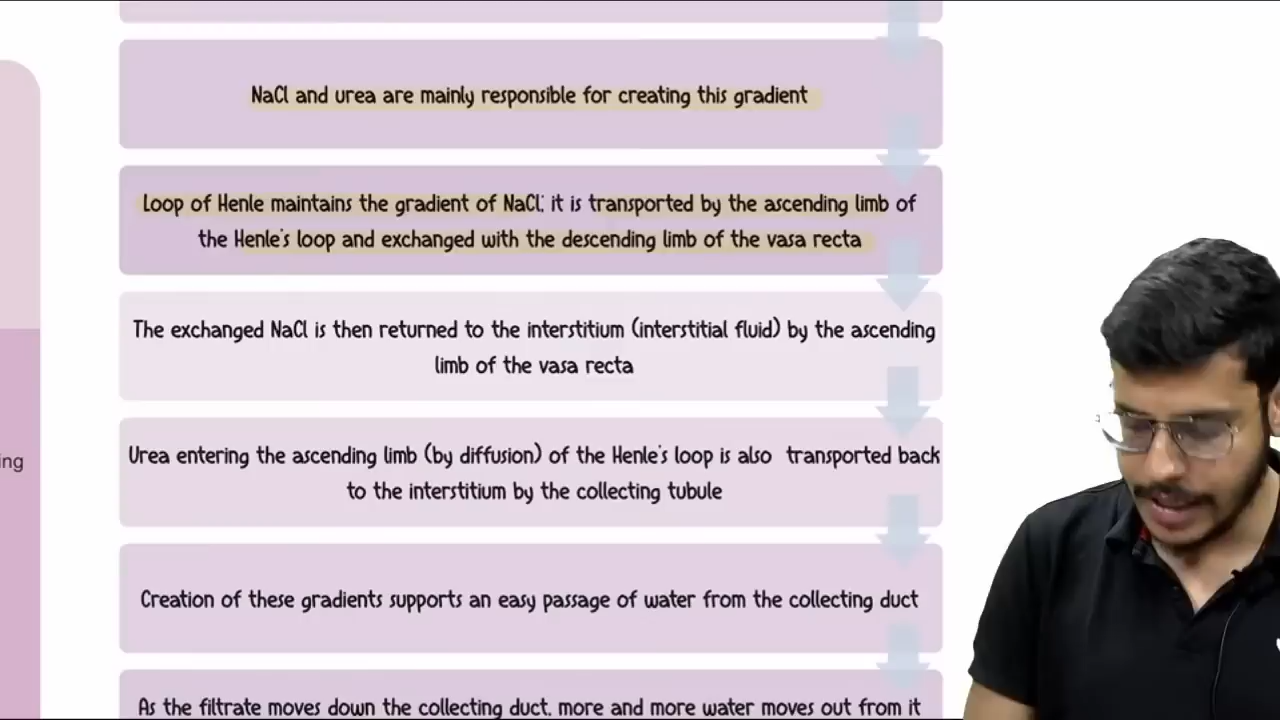 NaCl and urea are mainly responsible for creating this gradient
Loop of Henle maintains the gradient of NaCl; it is transported by the ascending limb of
the Henle's loop and exchanged with the descending limb of the vasa recta
The exchanged NaCl is then returned to the interstitium (interstitial fluid) by the ascending
limb of the vasa recta
ing
Urea entering the ascending limb (by diffusion) of the Henle's loop is also transported back
to the interstitium by the collecting tubule
Creation of these gradients supports an easy passage of water from the collecting duct
As the filtrate moves down the collecting duct, more and more water moves out from it